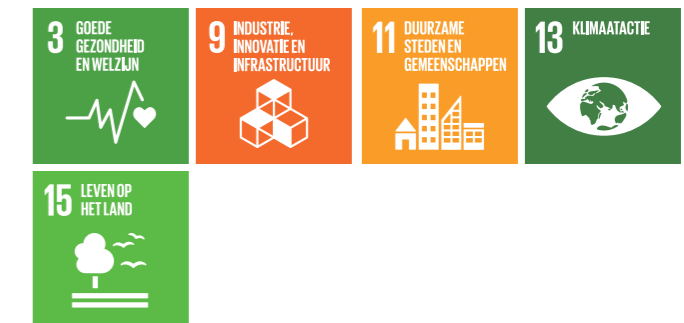 3 GOEDE
GEZONDHEID
EN WELZIJN
9 INDUSTRIE,
INNOVATIE EN
INFRASTRUCTUUR
11 DUURZAME
STEDEN EN
GEMEENSCHAPPEN
13 KLIMAATACTIE
15 LEVEN OP
HET LAND